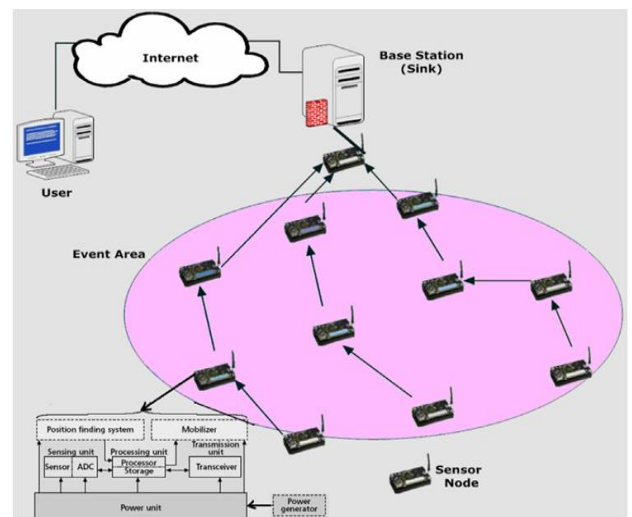 Internet
Base Station
(Sink)
User
Event Area
Position finding system
Mobilizer
Sensing unit
Processing unit
Transmission
unit
Sensor
ADC
Processor
Storage
Transceiver
Power unit
Power
generator
Sensor
Node